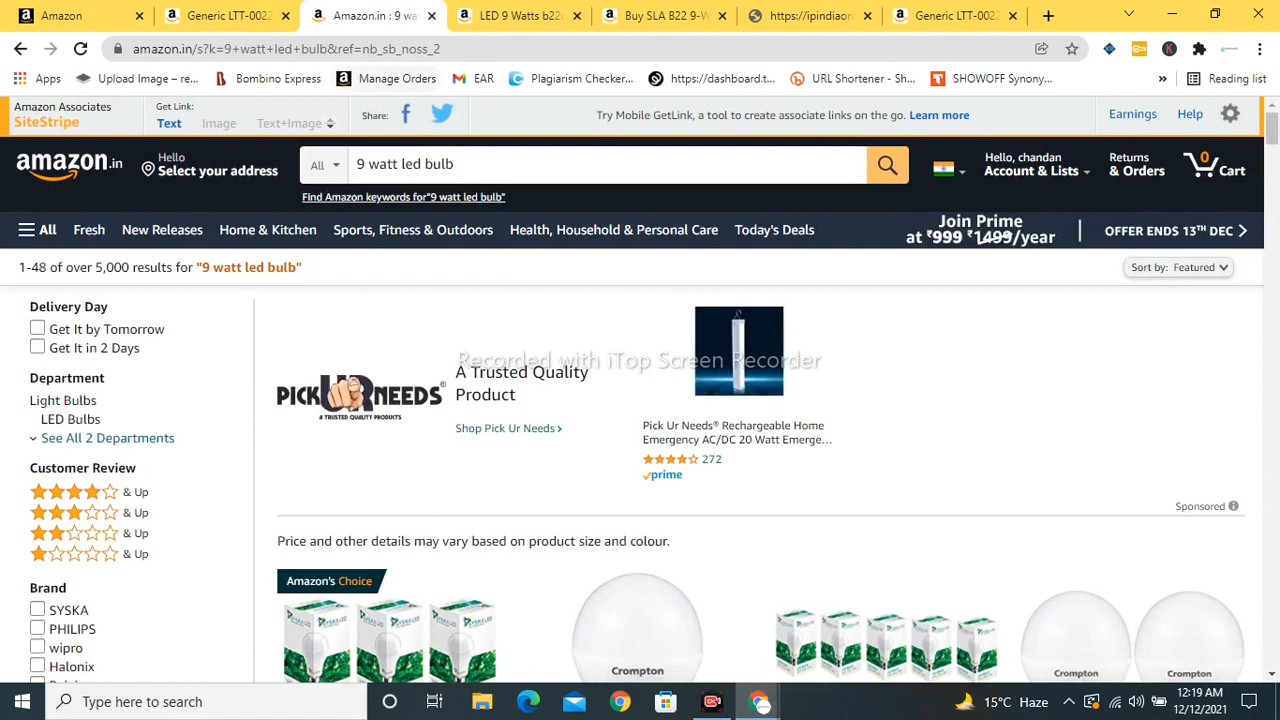 Amazon
Generic LTT-0022
Amazon.in : 9 wa
LED 9 Watts b22c
Buy SLA B22 9-W
https://ipindiaonl
Generic LTT-0022
amazon.in/s?k=9+watt+led+bulb&ref=nb_sb_noss_2
Apps
Upload Image – re...
Bombino Express
Manage Orders
EAR
Plagiarism Checker...
https://dashboard.t...
URL Shortener - Sh...
SHOWOFF Synony...
Reading list
Amazon Associates
SiteStripe
Get Link:
Text
Image
Text+Image
Share:
Try Mobile GetLink, a tool to create associate links on the go. Learn more
Earnings
Help
amazon.in
Hello
Select your address
All
9 watt led bulb
Hello, chandan
Account & Lists
Returns
& Orders
0
Cart
Find Amazon keywords for"9 watt led bulb"
All
Fresh
New Releases
Home & Kitchen
Sports, Fitness & Outdoors
Health, Household & Personal Care
Today's Deals
Join Prime
at ₹999 ₹1499/year
OFFER ENDS 13TH DEC
1-48 of over 5,000 results for "9 watt led bulb"
Sort by: Featured
Delivery Day
Get It by Tomorrow
Get It in 2 Days
Department
Light Bulbs
LED Bulbs
See All 2 Departments
Customer Review
& Up
& Up
& Up
& Up
Brand
SYSKA
PHILIPS
wipro
Halonix
Recorded with iTop Screen Recorder
PICK UR NEEDS®
A TRUSTED QUALITY PRODUCTS
A Trusted Quality
Product
Shop Pick Ur Needs
Pick Ur Needs® Rechargeable Home
Emergency AC/DC 20 Watt Emerge...
272
prime
Sponsored
Price and other details may vary based on product size and colour.
Amazon's Choice
Crompton
Crompton
Crompton
Type here to search
15°C Haze
12:19 AM
12/12/2021